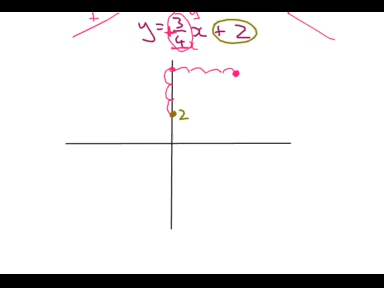 + y
y = 3/4 x + 2
2